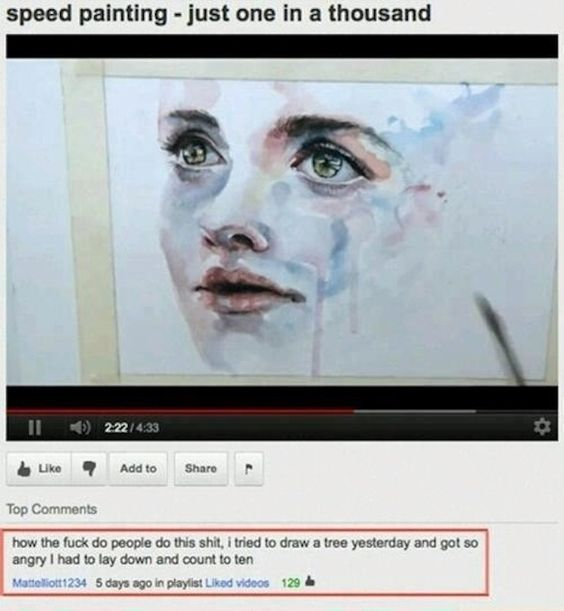 speed painting - just one in a thousand
2:22 / 4:33
Like
Add to
Share
Top Comments
how the fuck do people do this shit, i tried to draw a tree yesterday and got so
angry I had to lay down and count to ten
Mattelliott1234 5 days ago in playlist Liked videos 129